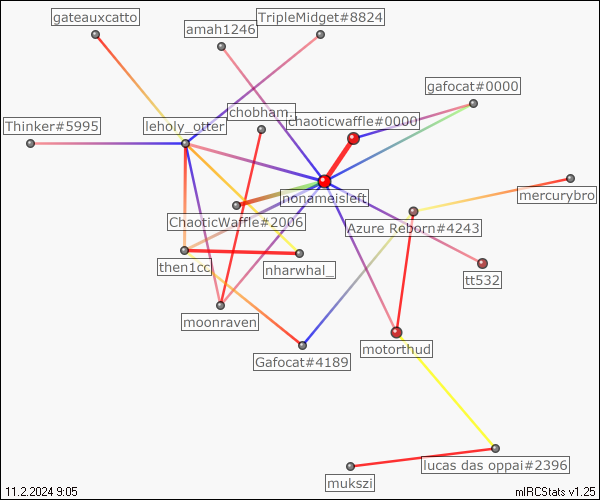 gateauxcatto
TripleMidget#8824
amah1246
gafocat#0000
chobham.
chaoticwaffle#0000
Thinker#5995
leholy_otter
nonameisleft
mercurybro
ChaoticWaffle#2006
Azure Reborn#4243
then1cc
nharwhal_
tt532
moonraven
motorthud
Gafocat#4189
lucas das oppai#2396
mukszi
11.2.2024 9:05
mIRCStats v1.25